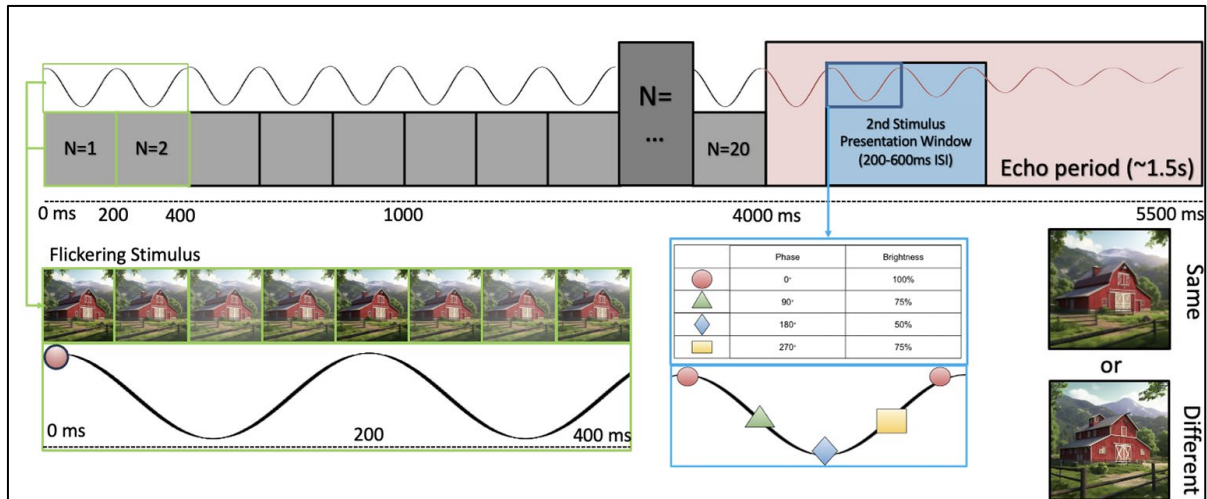 N=1
N=2
N=
...
N=20
2nd Stimulus
Presentation Window
(200-600ms ISI)
Echo period (~1.5s)
0 ms
200
400
1000
4000 ms
5500 ms
Flickering Stimulus
0 ms
200
400 ms
Phase Brightness
0° 100%
90° 75%
180° 50%
270° 75%
Same
or
Different